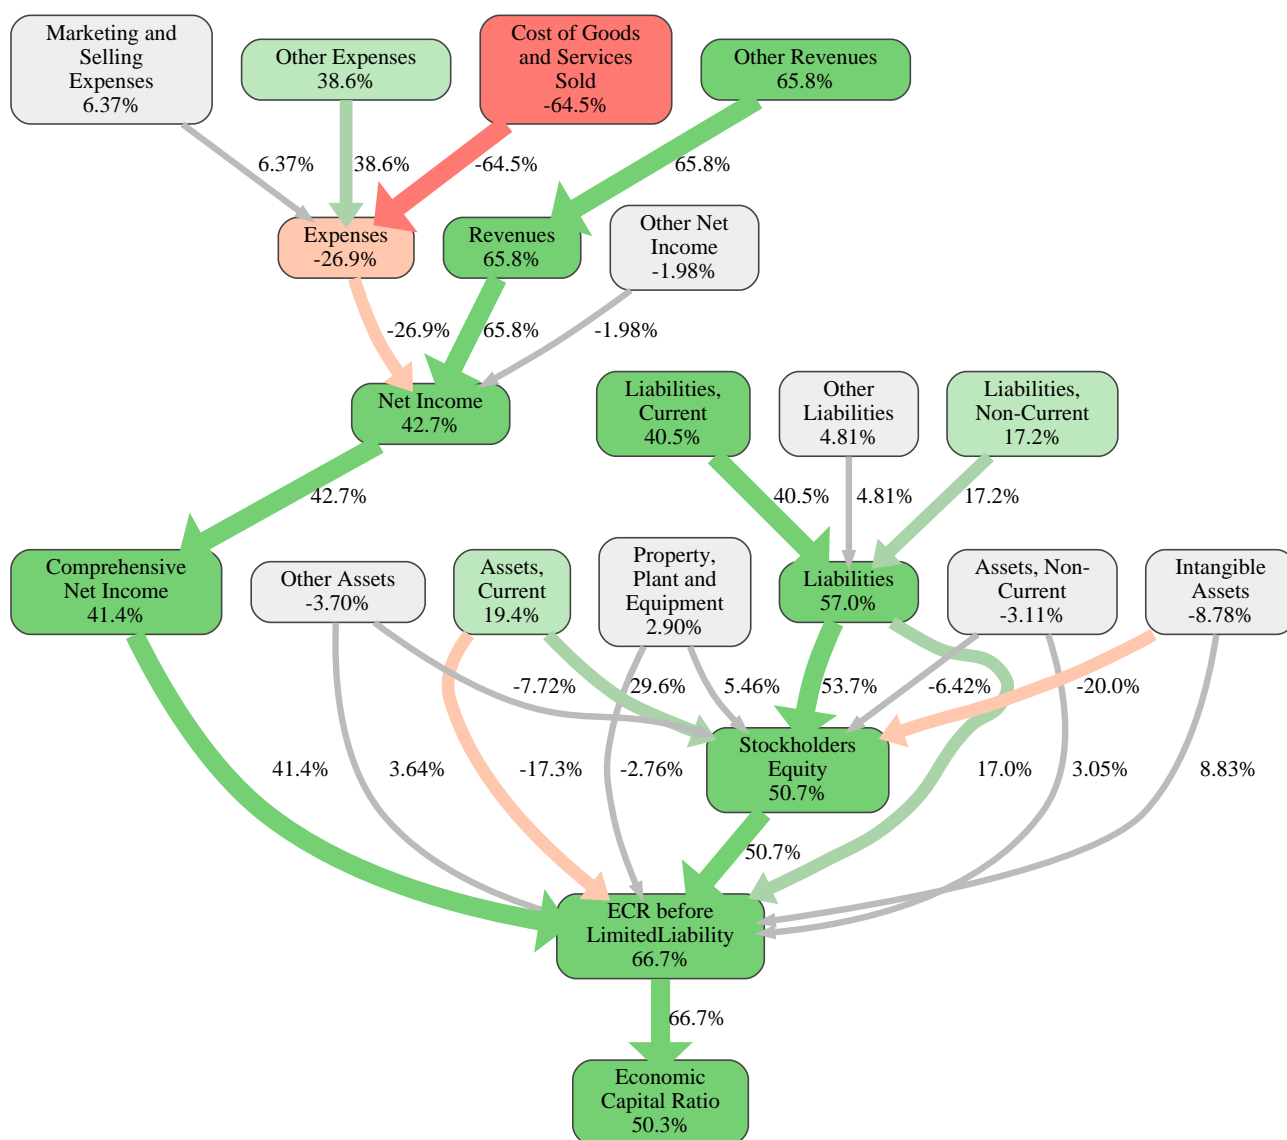 Marketing and
Selling
Expenses
6.37%
Other Expenses
38.6%
Cost of Goods
and Services
Sold
-64.5%
Other Revenues
65.8%
6.37%
38.6%
-64.5%
65.8%
Expenses
-26.9%
Revenues
65.8%
Other Net
Income
-1.98%
-26.9%
65.8%
-1.98%
Net Income
42.7%
Liabilities,
Current
40.5%
Other
Liabilities
4.81%
Liabilities,
Non-Current
17.2%
42.7%
40.5%
4.81%
17.2%
Comprehensive
Net Income
41.4%
Other Assets
-3.70%
Assets,
Current
19.4%
Property,
Plant and
Equipment
2.90%
Liabilities
57.0%
Assets, Non-
Current
-3.11%
Intangible
Assets
-8.78%
-7.72%
29.6%
5.46%
53.7%
-6.42%
-20.0%
Stockholders
Equity
50.7%
41.4%
3.64%
-17.3%
-2.76%
17.0%
3.05%
8.83%
50.7%
ECR before
LimitedLiability
66.7%
66.7%
Economic
Capital Ratio
50.3%